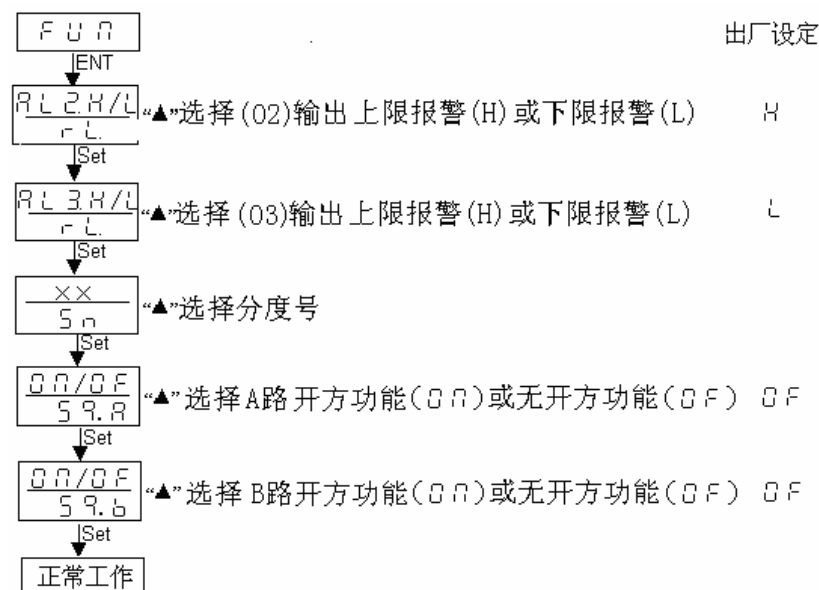 FUN 出厂设定
ENT
AL2.H/L “▲”选择(02)输出上限报警(H)或下限报警(L) H
rL.
Set
AL3.H/L “▲”选择(03)输出上限报警(H)或下限报警(L) L
rL.
Set
××
Sn “▲”选择分度号
Set
ON/OF “▲”选择A路开方功能(ON)或无开方功能(OF) OF
Sq.A
Set
ON/OF “▲”选择B路开方功能(ON)或无开方功能(OF) OF
Sq.b
Set
正常工作